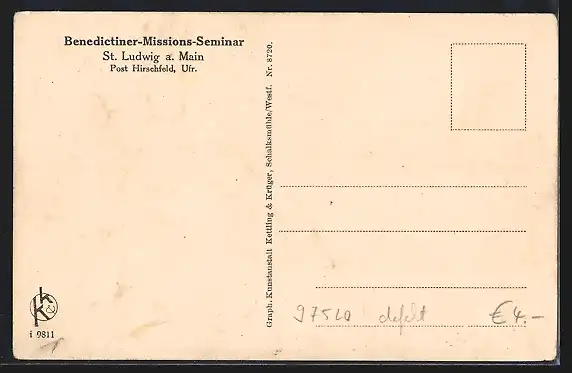 Benedictiner-Missions-Seminar
St. Ludwig a. Main
Post Hirschfeld, Ufr.
Graph. Kunstanstalt Kettling & Krüger, Schalksmühle/Westf. Nr. 8720.
k&k
i 9811
97510 defekt €4.-